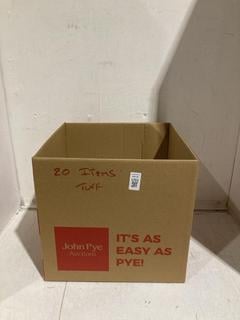 20 Items
Tuff
John Pye
Auctions
IT'S AS
EASY AS
PYE!